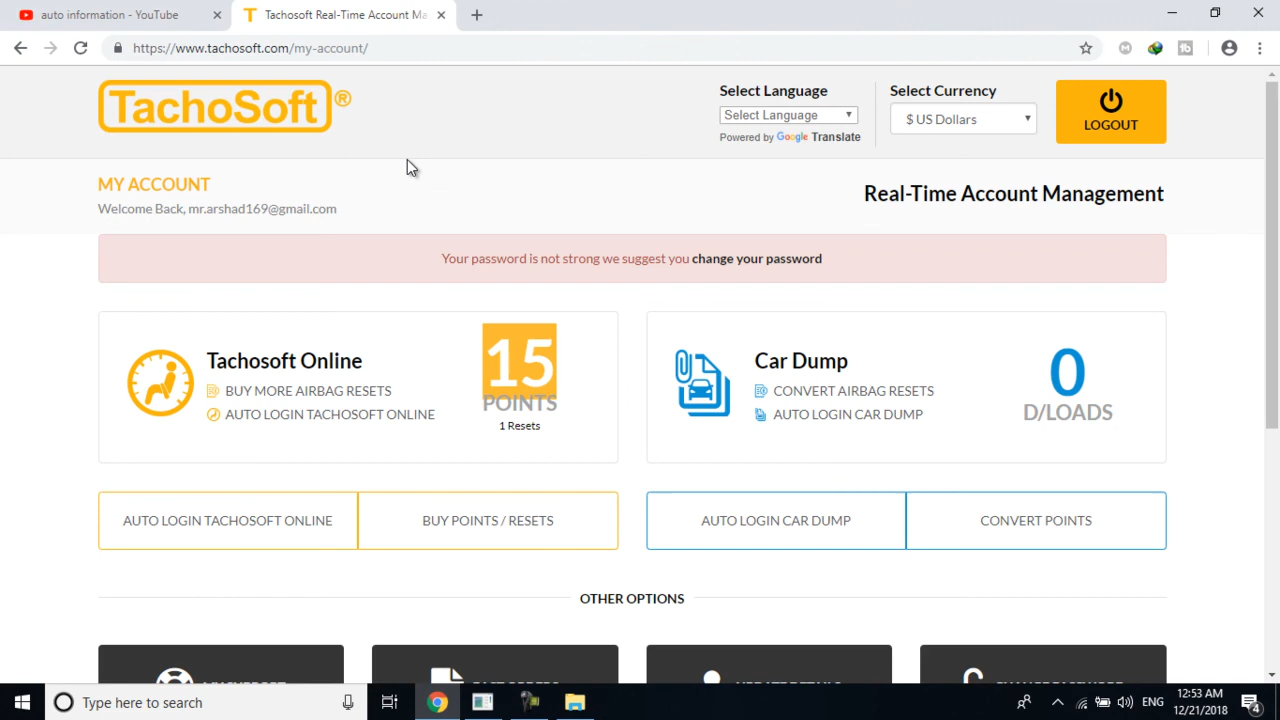 auto information - YouTube
Tachosoft Real-Time Account Ma
https://www.tachosoft.com/my-account/
TachoSoft®
Select Language
Select Language
Powered by Google Translate
Select Currency
$ US Dollars
LOGOUT
MY ACCOUNT
Welcome Back, mr.arshad169@gmail.com
Real-Time Account Management
Your password is not strong we suggest you change your password
Tachosoft Online
BUY MORE AIRBAG RESETS
AUTO LOGIN TACHOSOFT ONLINE
15
POINTS
1 Resets
Car Dump
CONVERT AIRBAG RESETS
AUTO LOGIN CAR DUMP
0
D/LOADS
AUTO LOGIN TACHOSOFT ONLINE
BUY POINTS / RESETS
AUTO LOGIN CAR DUMP
CONVERT POINTS
OTHER OPTIONS
Type here to search
ENG
12:53 AM
12/21/2018
4